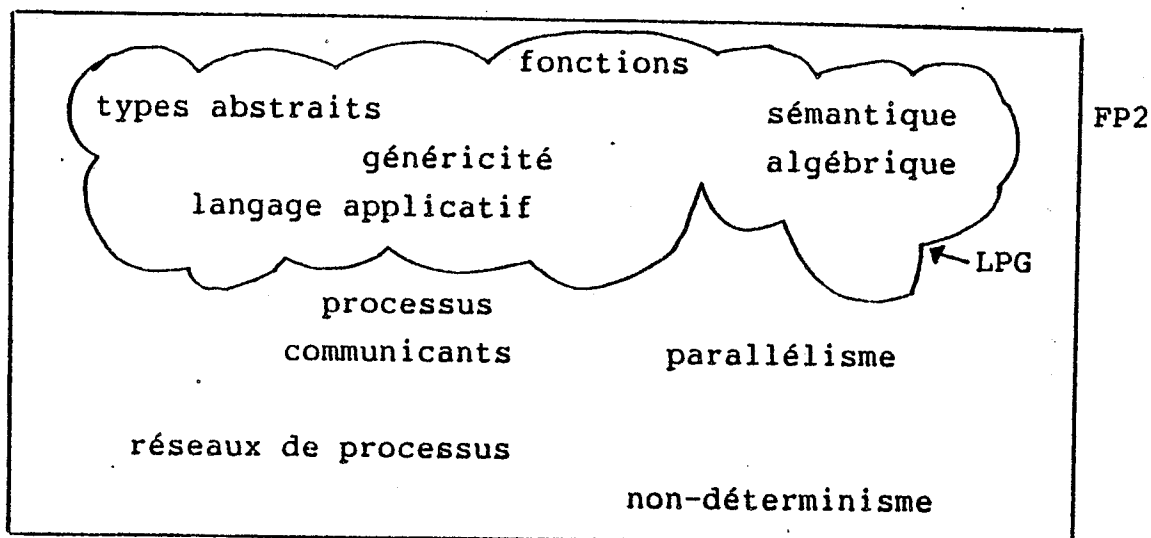 fonctions
types abstraits
sémantique
FP2
généricité
algébrique
langage applicatif
LPG
processus
communicants
parallélisme
réseaux de processus
non-déterminisme